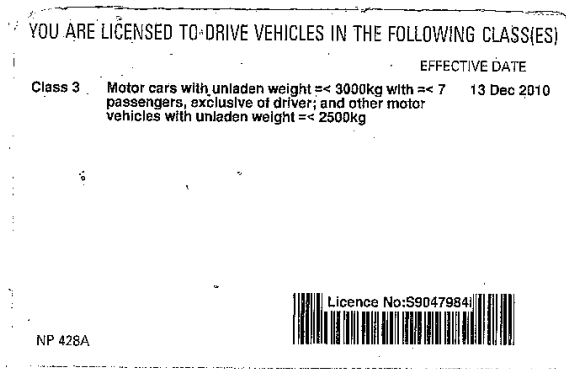 YOU ARE LICENSED TO DRIVE VEHICLES IN THE FOLLOWING CLASS(ES)
EFFECTIVE DATE
Class 3 Motor cars with unladen weight =< 3000kg with =< 7 13 Dec 2010
passengers, exclusive of driver; and other motor
vehicles with unladen weight =< 2500kg
Licence No:S9047984I
NP 428A